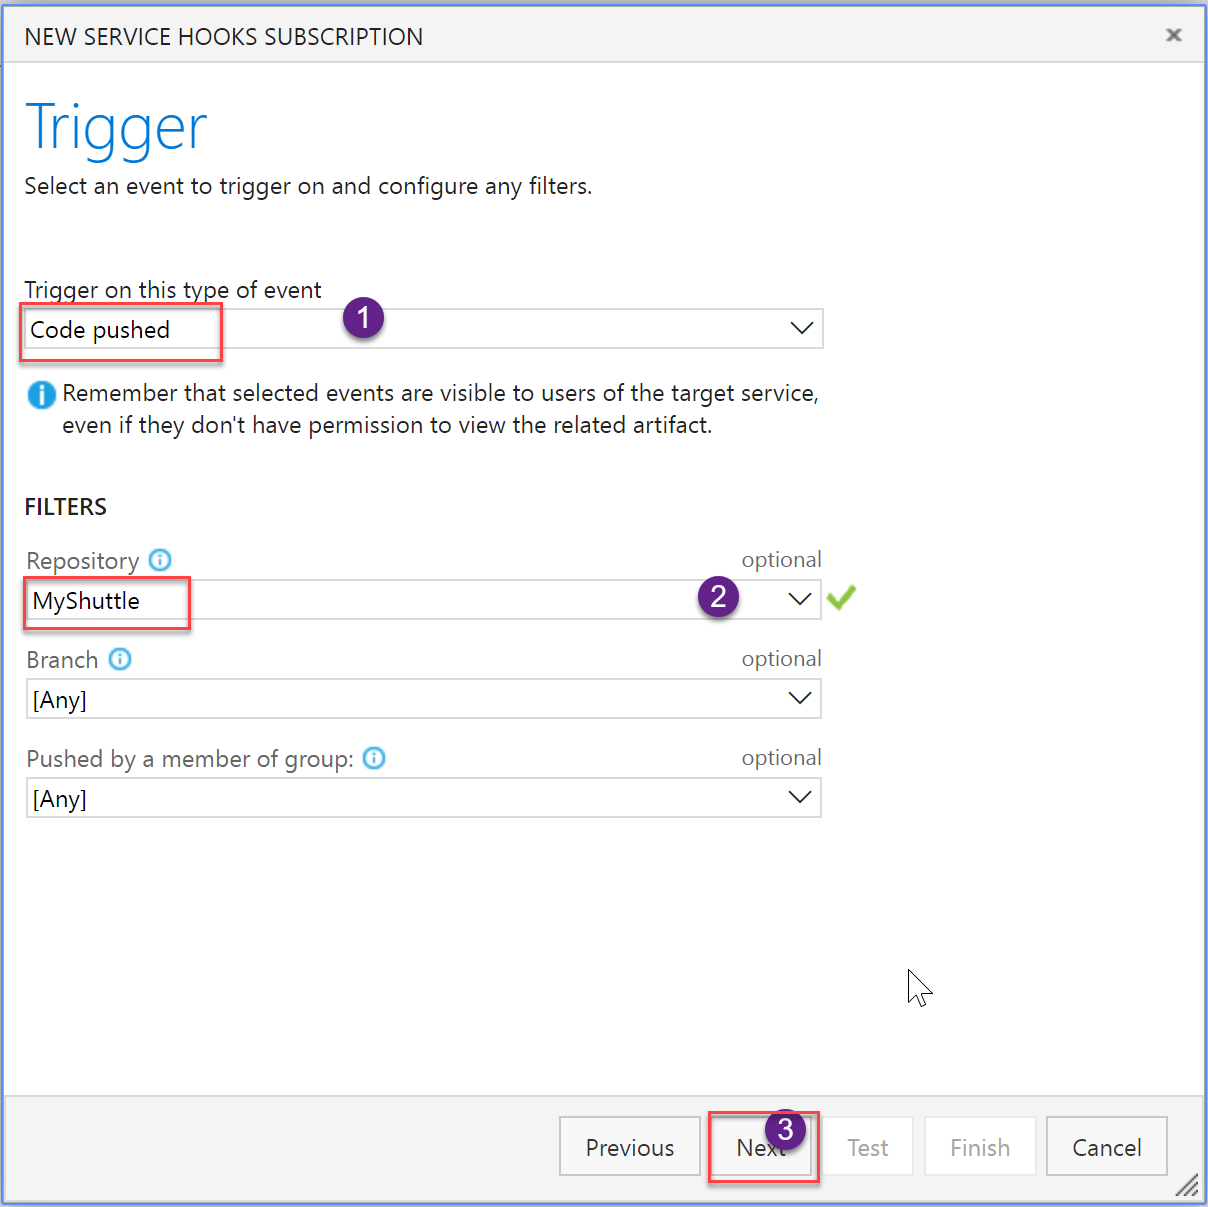 NEW SERVICE HOOKS SUBSCRIPTION
Trigger
Select an event to trigger on and configure any filters.
Trigger on this type of event
Code pushed
1
Remember that selected events are visible to users of the target service,
even if they don't have permission to view the related artifact.
FILTERS
Repository optional
MyShuttle
2
Branch optional
[Any]
Pushed by a member of group: optional
[Any]
Previous Next 3 Test Finish Cancel